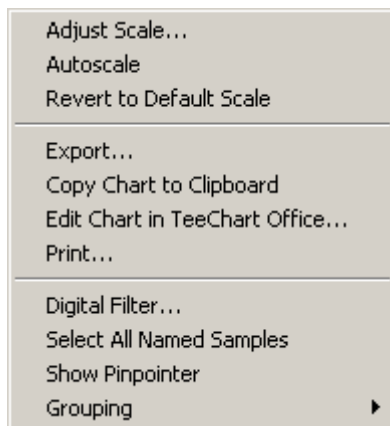 Adjust Scale...
Autoscale
Revert to Default Scale
Export...
Copy Chart to Clipboard
Edit Chart in TeeChart Office...
Print...
Digital Filter...
Select All Named Samples
Show Pinpointer
Grouping